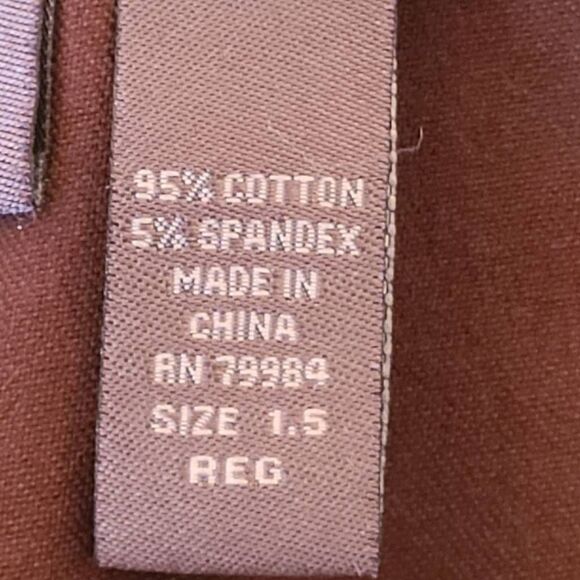 95% COTTON
5% SPANDEX
MADE IN
CHINA
RN 79984
SIZE 1.5
REG